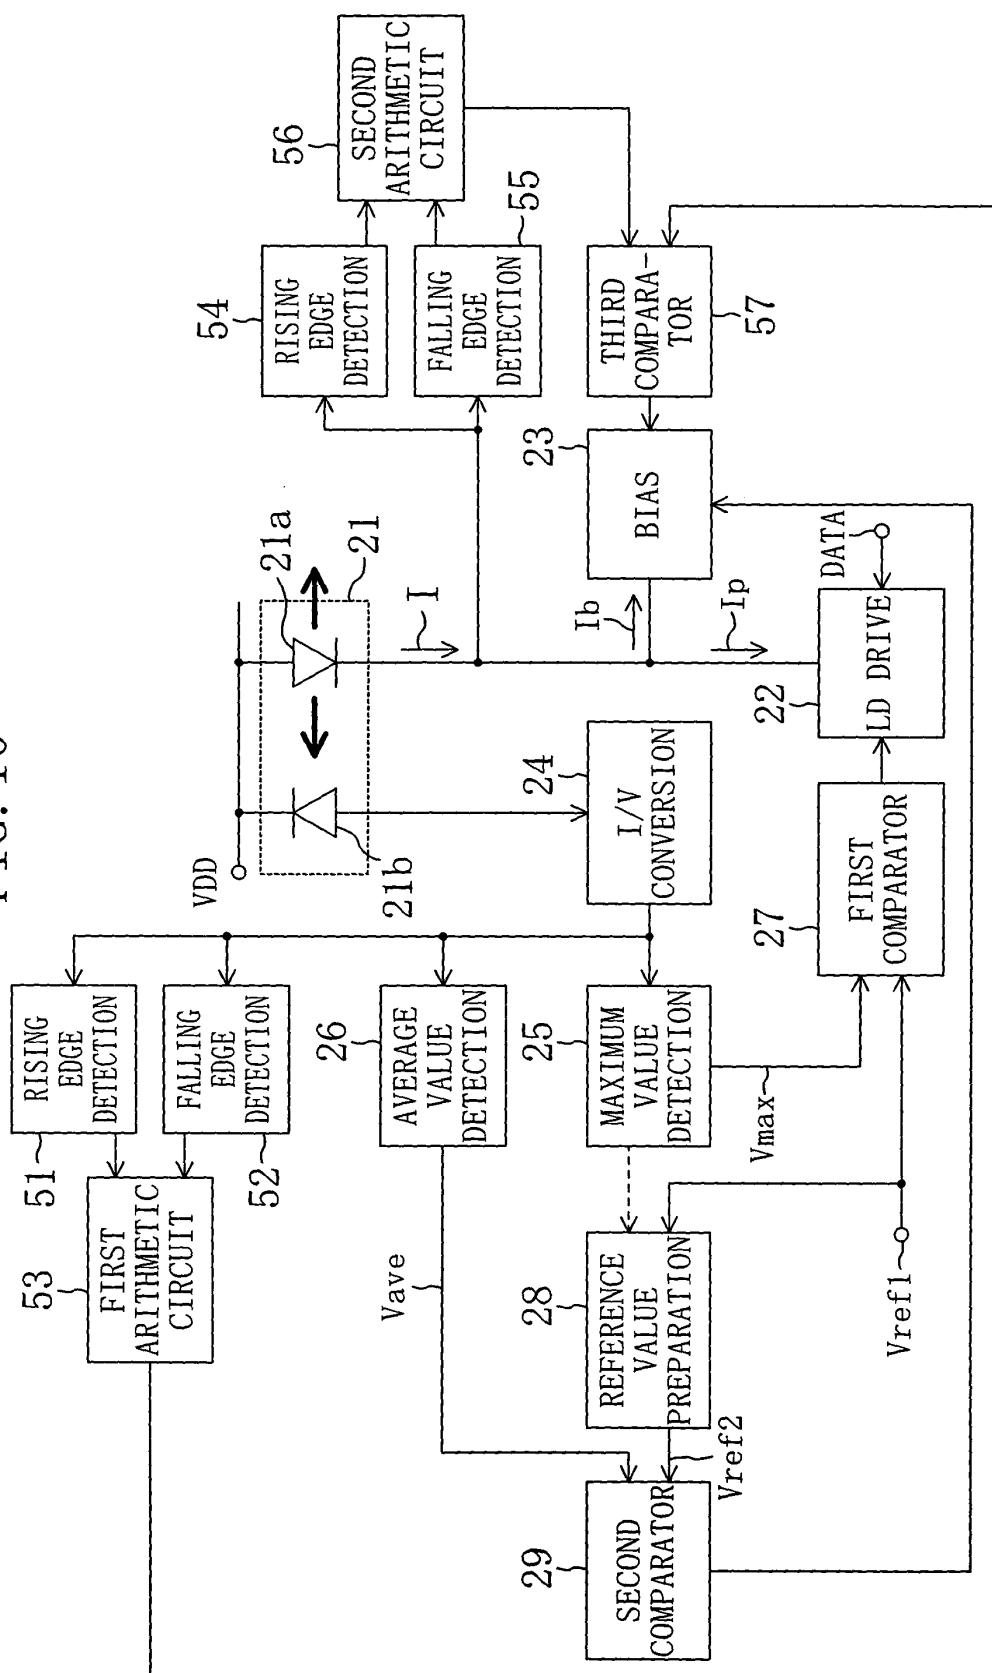 FIG.
53
FIRST
ARITHMETIC
CIRCUIT
51
RISING
EDGE
DETECTION
52
FALLING
EDGE
DETECTION
VDD
21b
21a
21
I
54
RISING
EDGE
DETECTION
FALLING
EDGE
DETECTION
55
56
SECOND
ARITHMETIC
CIRCUIT
Vave
26
AVERAGE
VALUE
DETECTION
29
SECOND
COMPARATOR
28
REFERENCE
VALUE
PREPARATION
Vref2
25
MAXIMUM
VALUE
DETECTION
Vmax
24
I/V
CONVERSION
Ib
Ip
23
BIAS
THIRD
COMPARA-
TOR
57
Vref1
27
FIRST
COMPARATOR
22
LD DRIVE
DATA